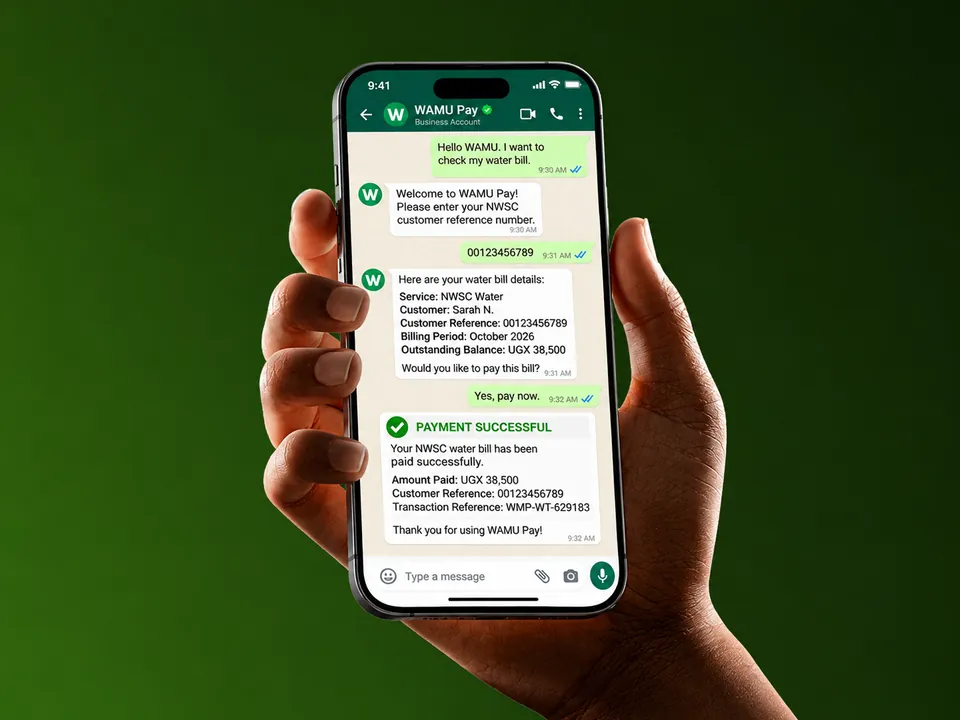 9:41
W
WAMU Pay
Business Account
Hello WAMU. I want to
check my water bill.
9:30 AM
W
Welcome to WAMU Pay!
Please enter your NWSC
customer reference number.
9:30 AM
00123456789 9:31 AM
W
Here are your water bill details:
Service: NWSC Water
Customer: Sarah N.
Customer Reference: 00123456789
Billing Period: October 2026
Outstanding Balance: UGX 38,500
Would you like to pay this bill? 9:31 AM
Yes, pay now. 9:32 AM
PAYMENT SUCCESSFUL
Your NWSC water bill has been
paid successfully.
Amount Paid: UGX 38,500
Customer Reference: 00123456789
Transaction Reference: WMP-WT-629183
Thank you for using WAMU Pay!
9:32 AM
Type a message